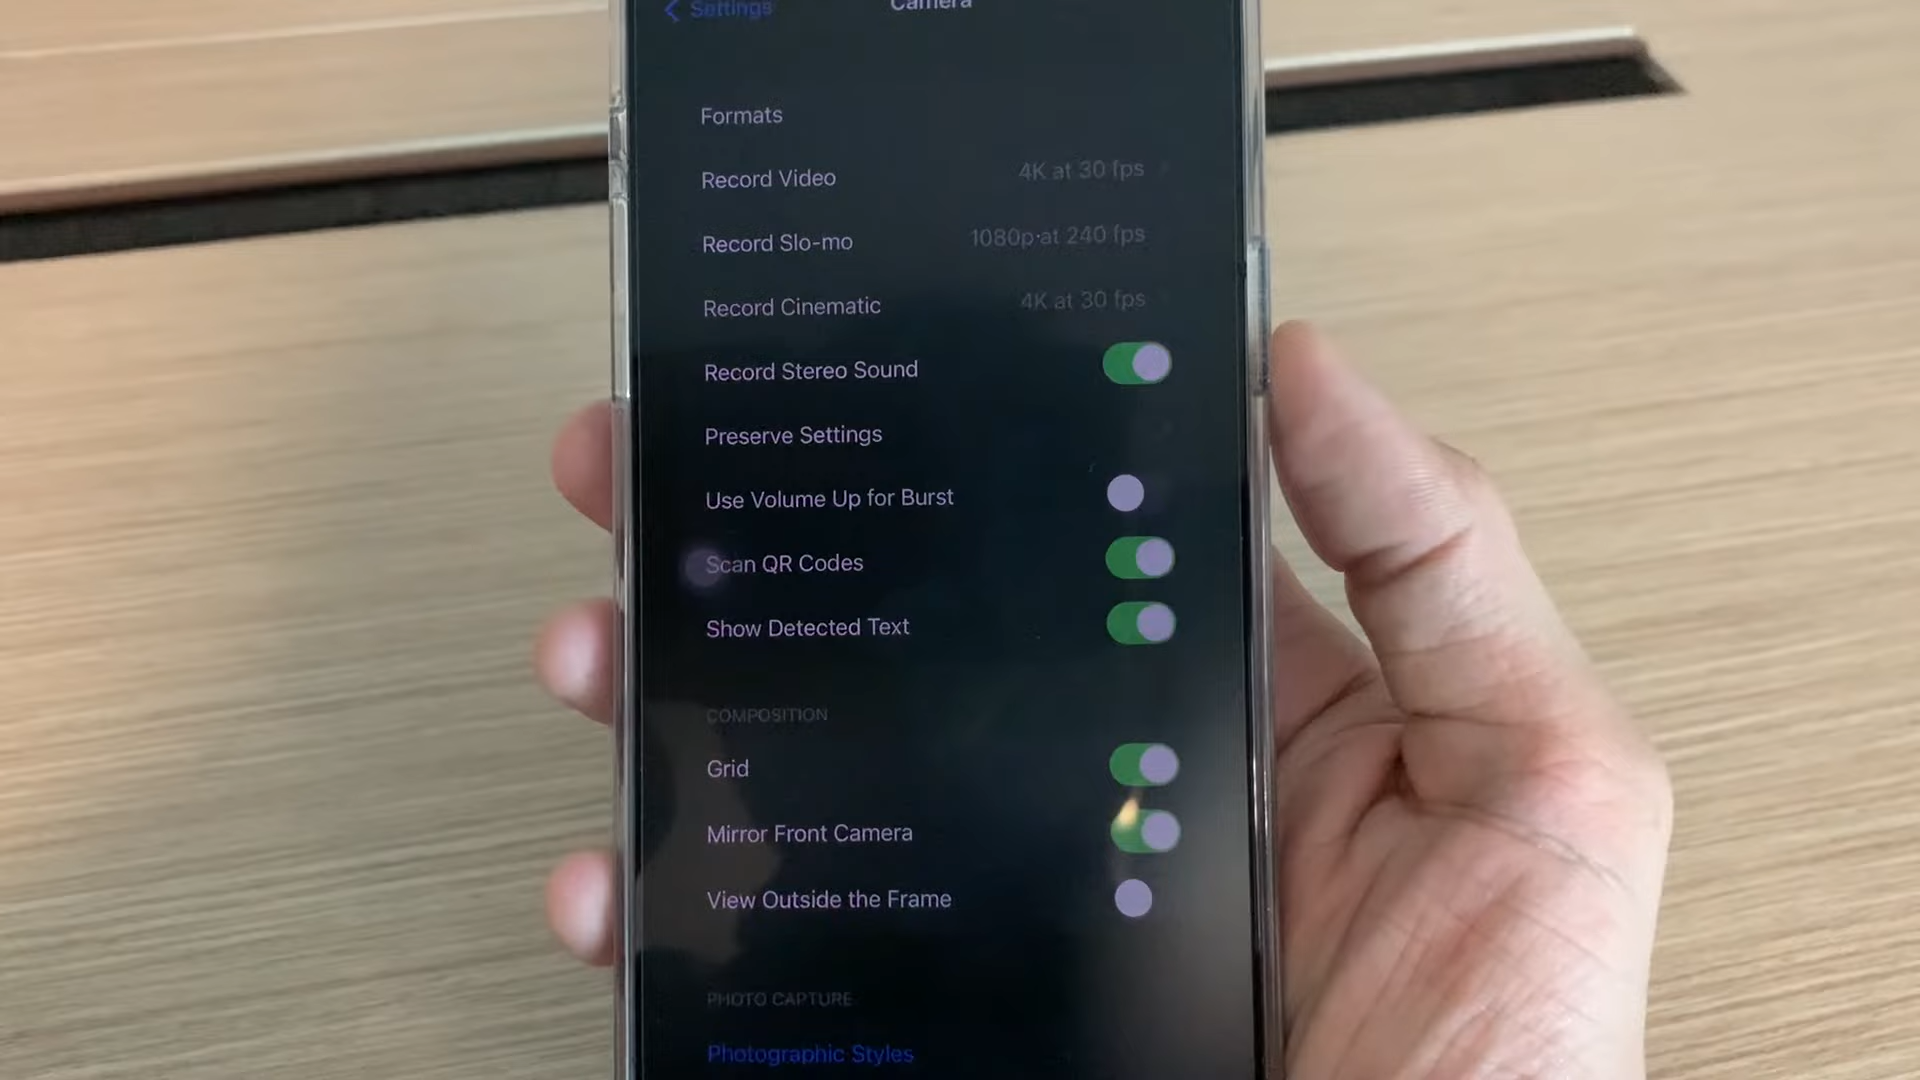 Settings
Camera
Formats
Record Video 4K at 30 fps
Record Slo-mo 1080p at 240 fps
Record Cinematic 4K at 30 fps
Record Stereo Sound
Preserve Settings
Use Volume Up for Burst
Scan QR Codes
Show Detected Text
COMPOSITION
Grid
Mirror Front Camera
View Outside the Frame
PHOTO CAPTURE
Photographic Styles